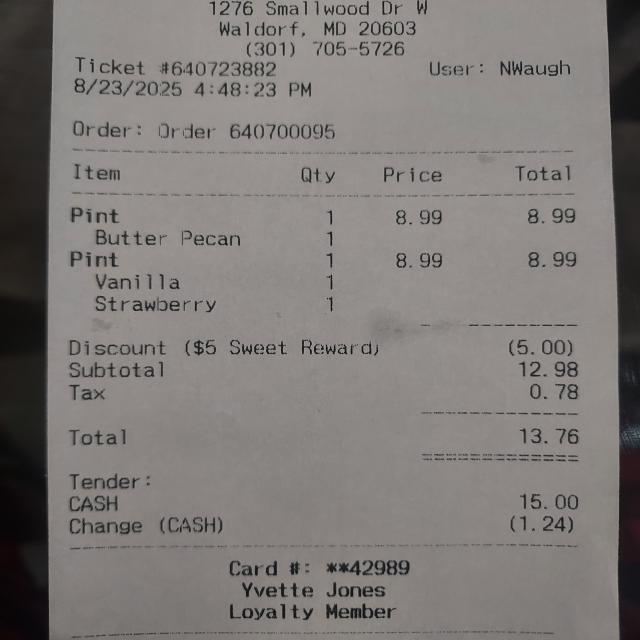 1276 Smallwood Dr W
Waldorf, MD 20603
(301) 705-5726
Ticket #640723882 User: NWaugh
8/23/2025 4:48:23 PM
Order: Order 640700095
Item Qty Price Total
Pint 1 8.99 8.99
Butter Pecan 1
Pint 1 8.99 8.99
Vanilla 1
Strawberry 1
Discount ($5 Sweet Reward) (5.00)
Subtotal 12.98
Tax 0.78
Total 13.76
Tender:
CASH 15.00
Change (CASH) (1.24)
Card #: **42989
Yvette Jones
Loyalty Member